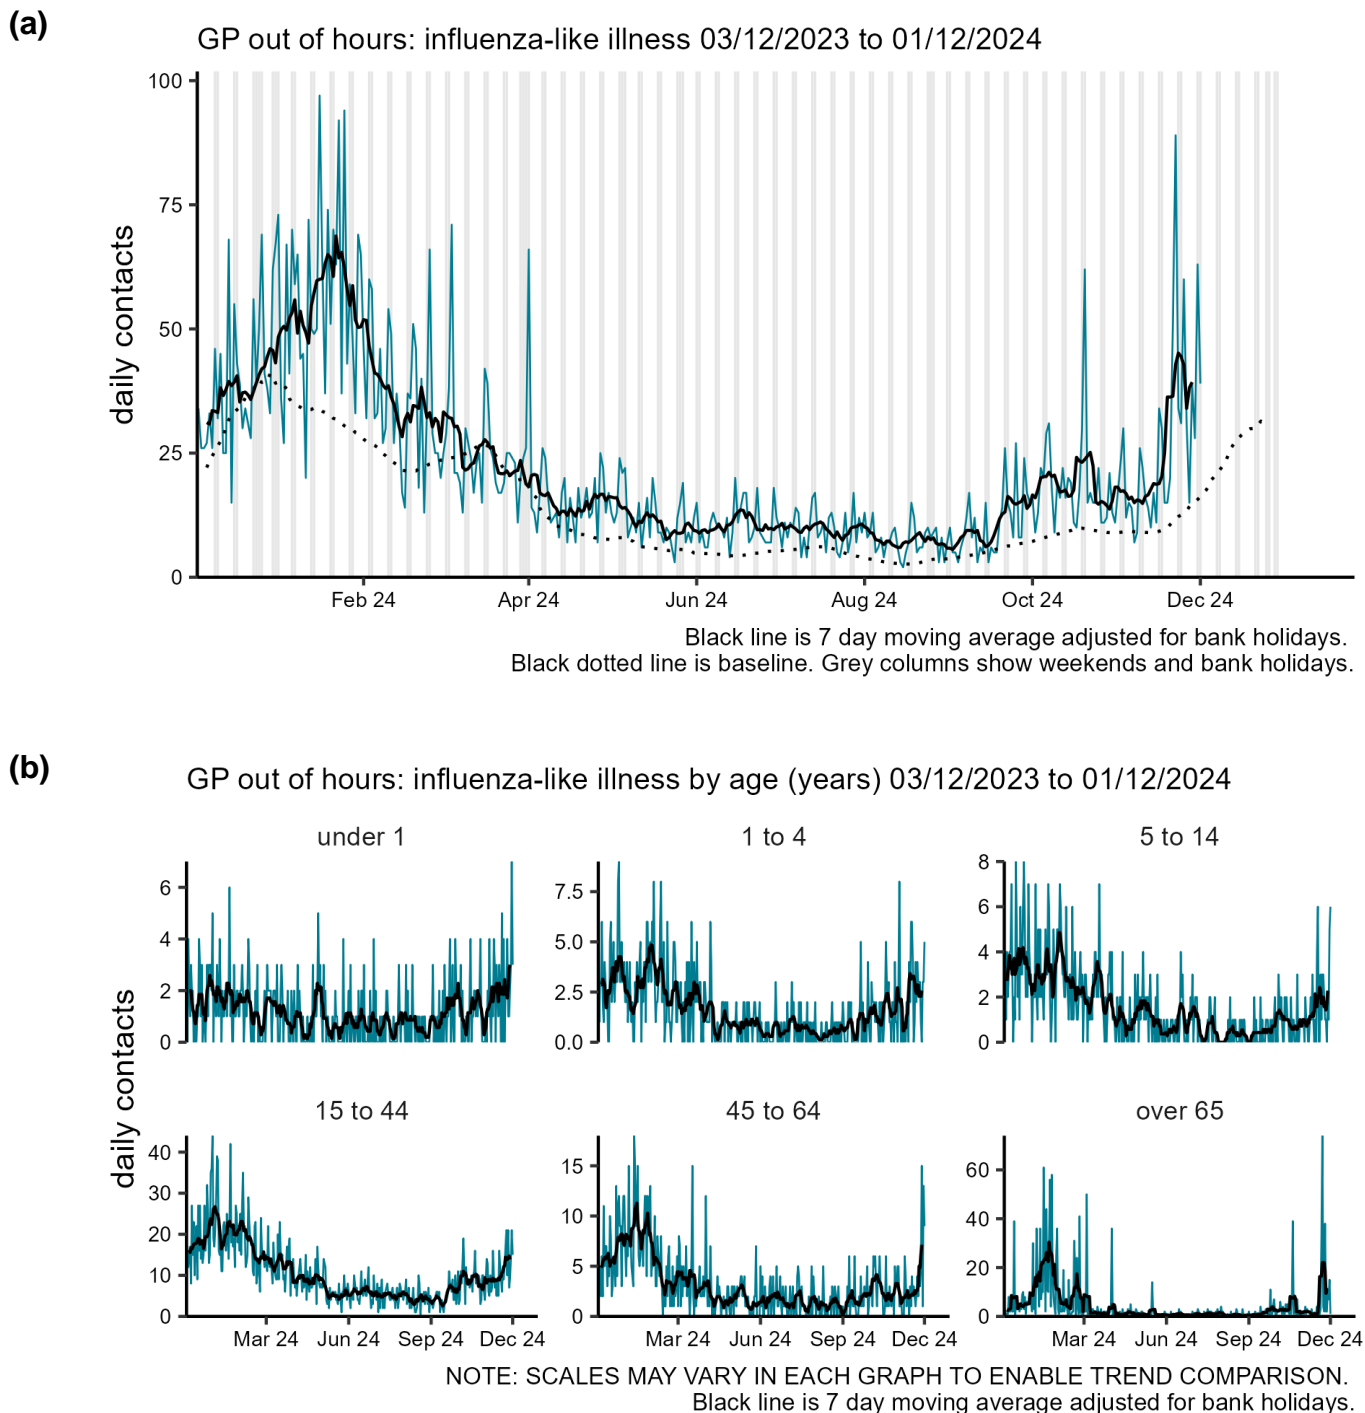 (a)
GP out of hours: influenza-like illness 03/12/2023 to 01/12/2024
daily contacts
100
75
50
25
0
Feb 24 Apr 24 Jun 24 Aug 24 Oct 24 Dec 24
Black line is 7 day moving average adjusted for bank holidays.
Black dotted line is baseline. Grey columns show weekends and bank holidays.
(b)
GP out of hours: influenza-like illness by age (years) 03/12/2023 to 01/12/2024
daily contacts
under 1
6
4
2
0
1 to 4
7.5
5.0
2.5
0.0
5 to 14
8
6
4
2
0
15 to 44
40
30
20
10
0
Mar 24 Jun 24 Sep 24 Dec 24
45 to 64
15
10
5
0
Mar 24 Jun 24 Sep 24 Dec 24
over 65
60
40
20
0
Mar 24 Jun 24 Sep 24 Dec 24
NOTE: SCALES MAY VARY IN EACH GRAPH TO ENABLE TREND COMPARISON.
Black line is 7 day moving average adjusted for bank holidays.